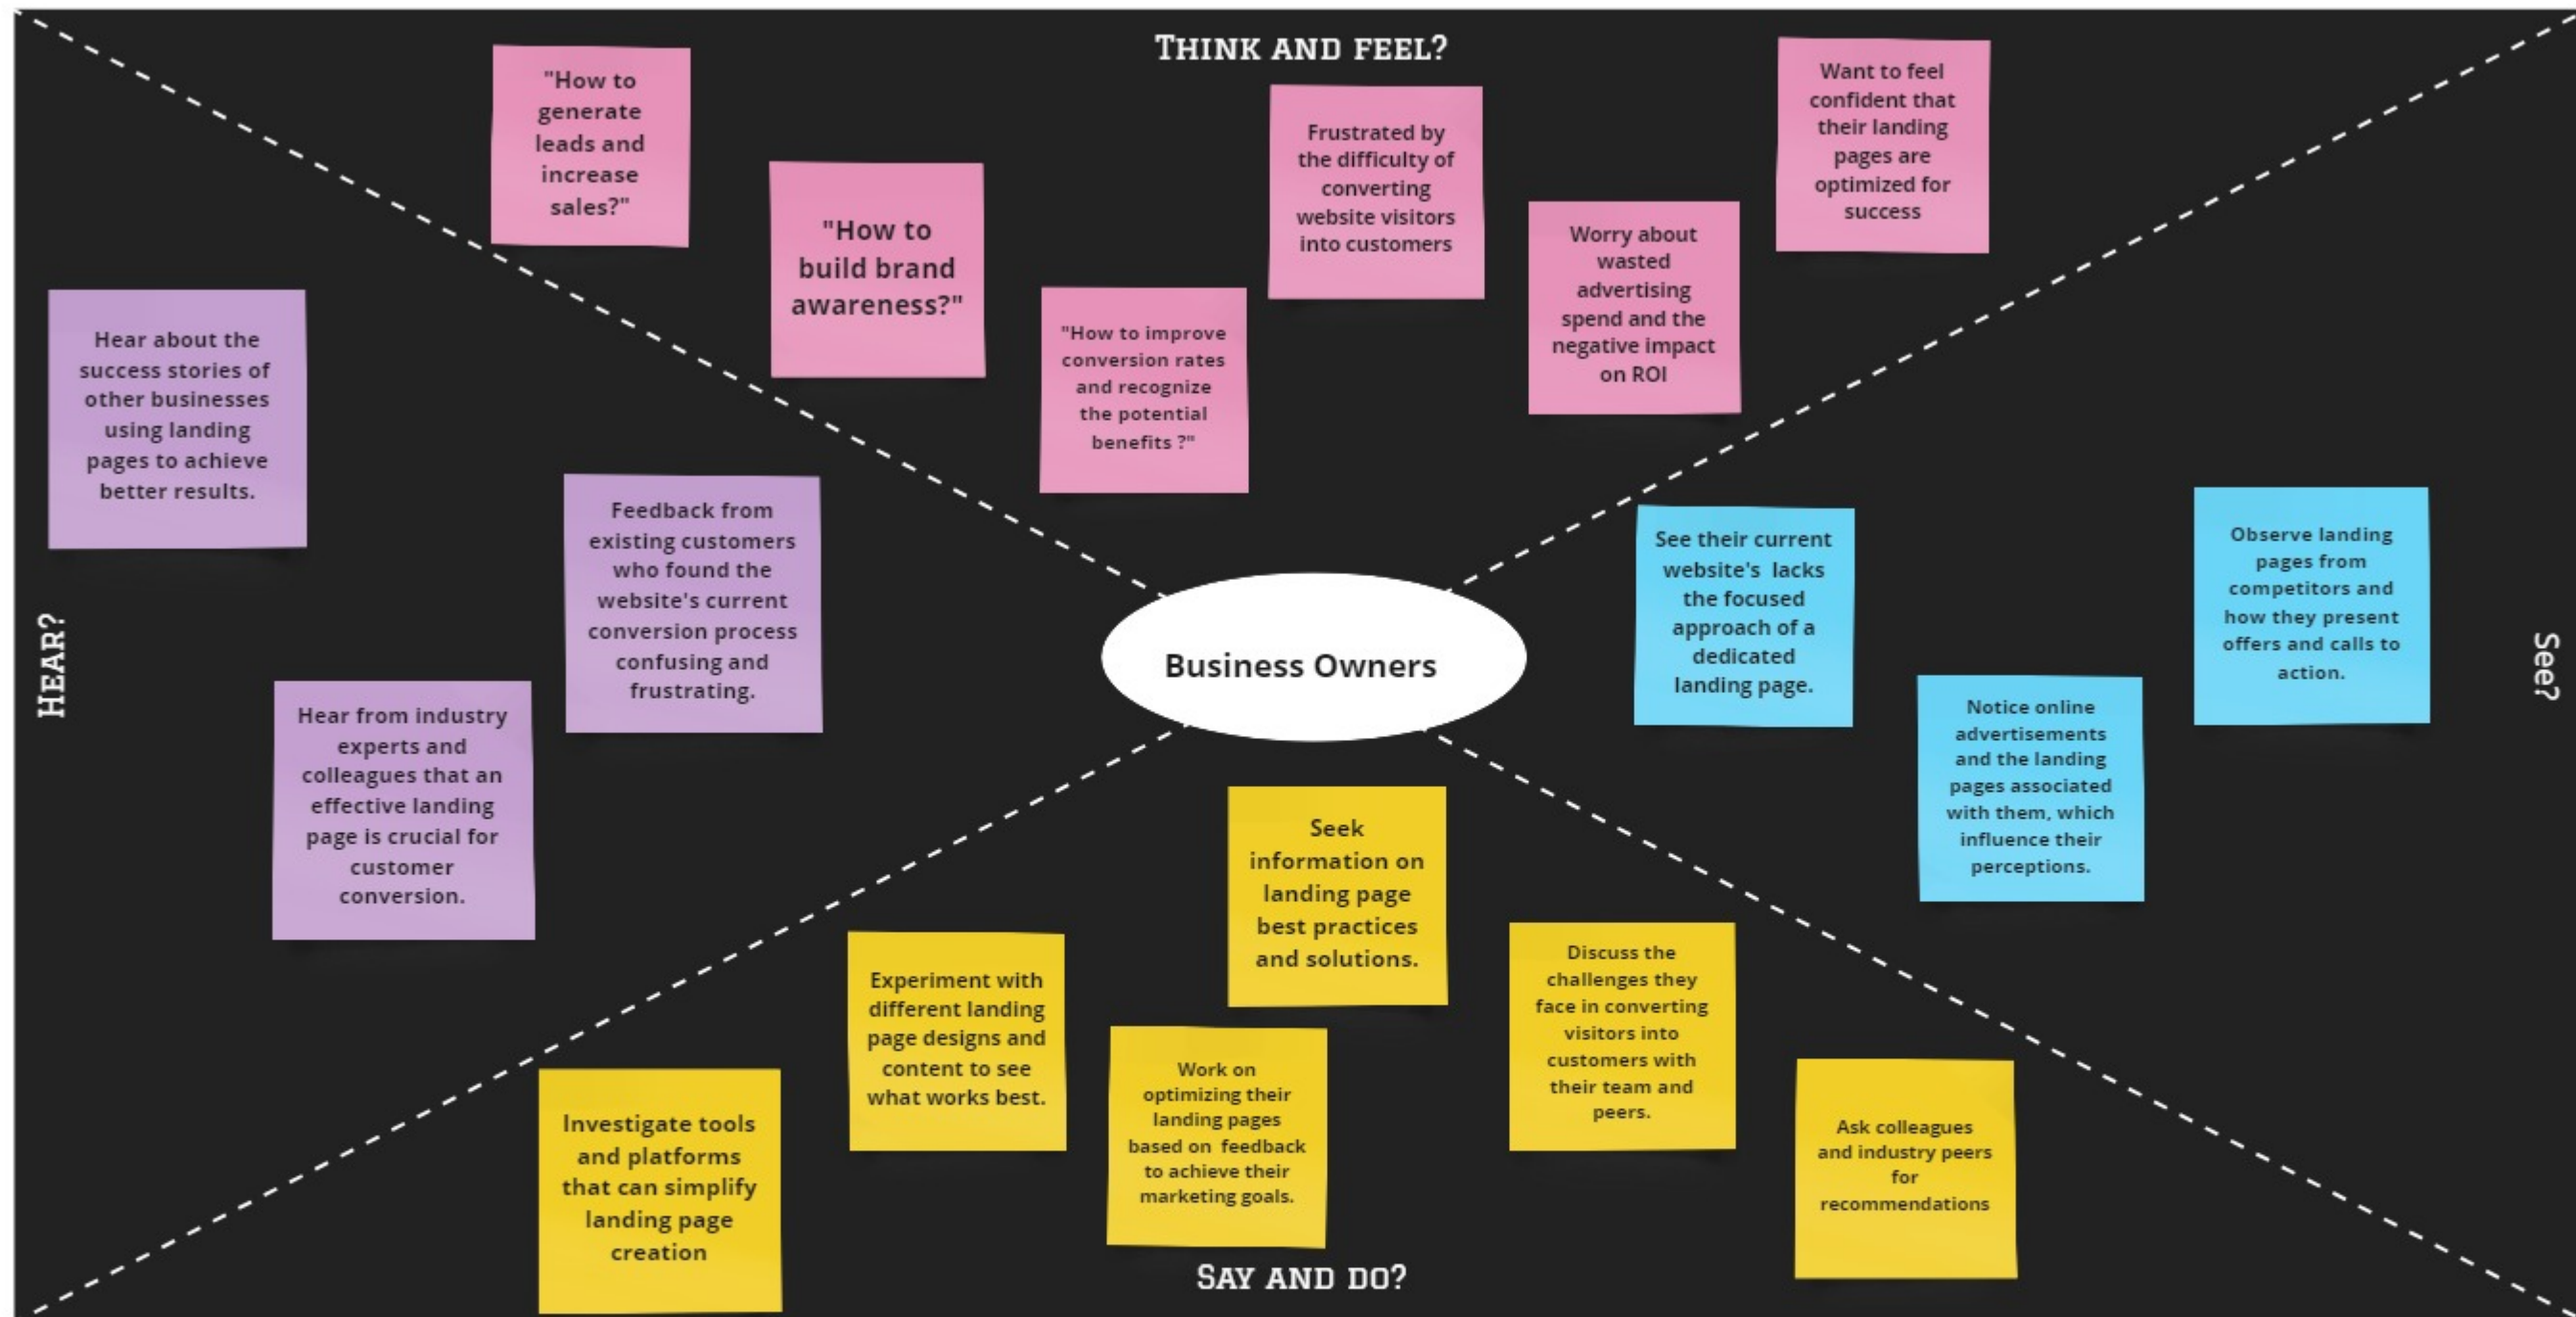 THINK AND FEEL?
"How to
generate
leads and
increase
sales?"
"How to
build brand
awareness?"
"How to improve
conversion rates
and recognize
the potential
benefits ?"
Frustrated by
the difficulty of
converting
website visitors
into customers
Worry about
wasted
advertising
spend and the
negative impact
on ROI
Want to feel
confident that
their landing
pages are
optimized for
success
HEAR?
Hear about the
success stories of
other businesses
using landing
pages to achieve
better results.
Feedback from
existing customers
who found the
website's current
conversion process
confusing and
frustrating.
Hear from industry
experts and
colleagues that an
effective landing
page is crucial for
customer
conversion.
Business Owners
See?
See their current
website's  lacks
the focused
approach of a
dedicated
landing page.
Notice online
advertisements
and the landing
pages associated
with them, which
influence their
perceptions.
Observe landing
pages from
competitors and
how they present
offers and calls to
action.
Seek
information on
landing page
best practices
and solutions.
Experiment with
different landing
page designs and
content to see
what works best.
Investigate tools
and platforms
that can simplify
landing page
creation
Work on
optimizing their
landing pages
based on  feedback
to achieve their
marketing goals.
Discuss the
challenges they
face in converting
visitors into
customers with
their team and
peers.
Ask colleagues
and industry peers
for
recommendations
SAY AND DO?